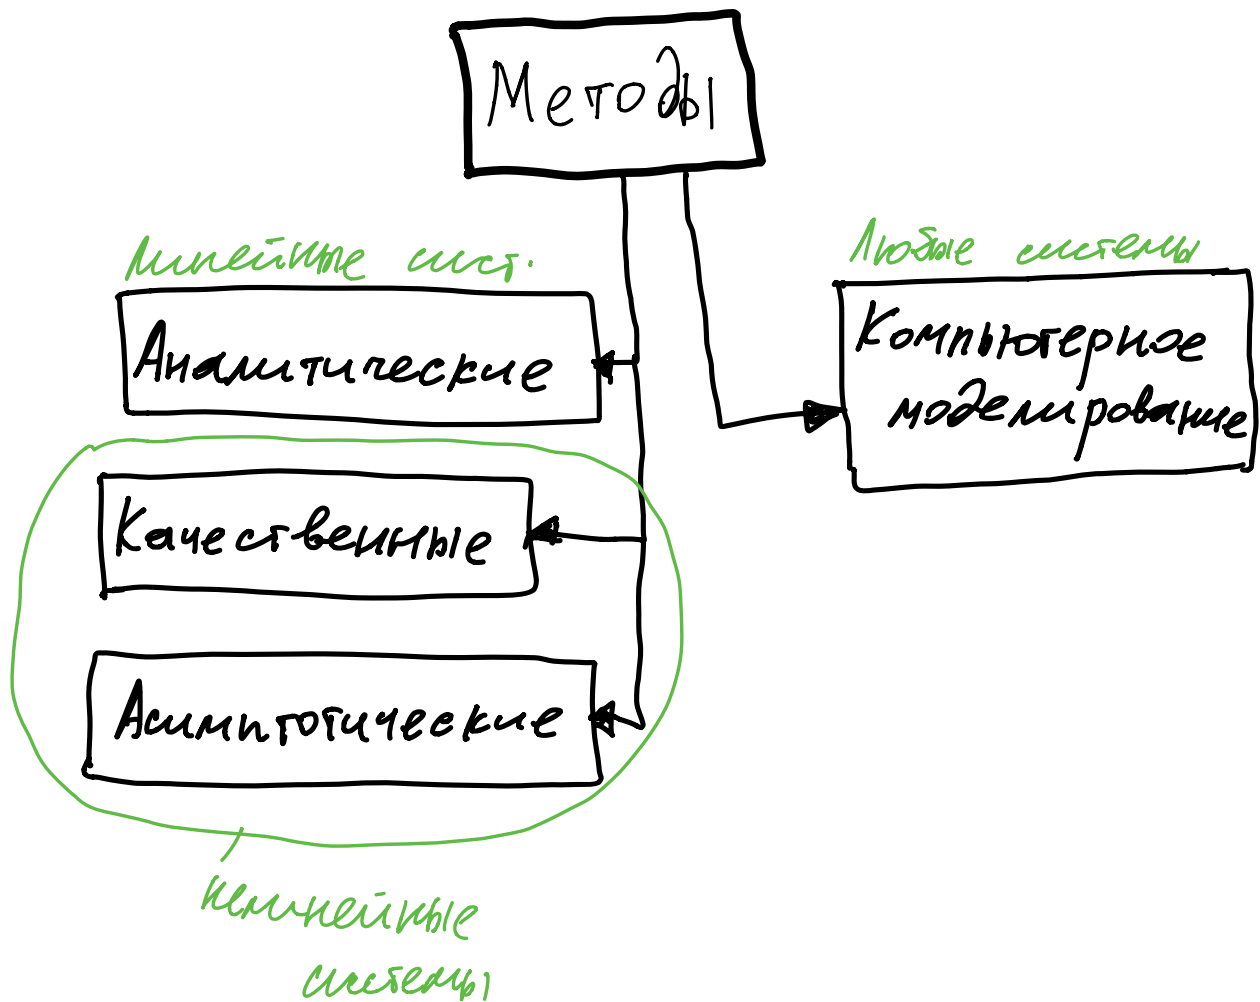 Методы
Линейные сист.
Любые системы
Аналитические
Компьютерное
моделирование
Качественные
Асимптотические
нелинейные
системы